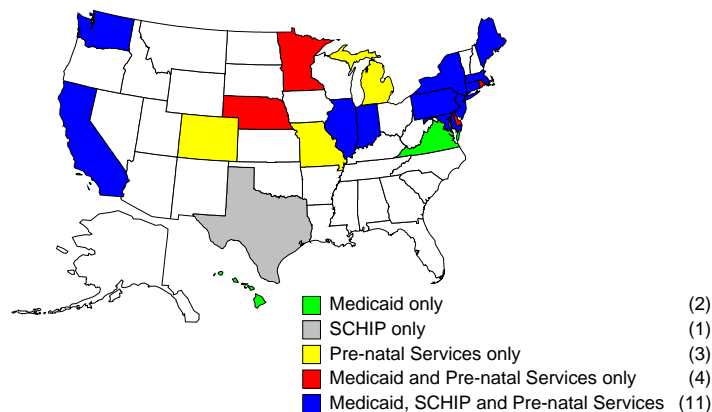 Medicaid only (2)
SCHIP only (1)
Pre-natal Services only (3)
Medicaid and Pre-natal Services only (4)
Medicaid, SCHIP and Pre-natal Services (11)